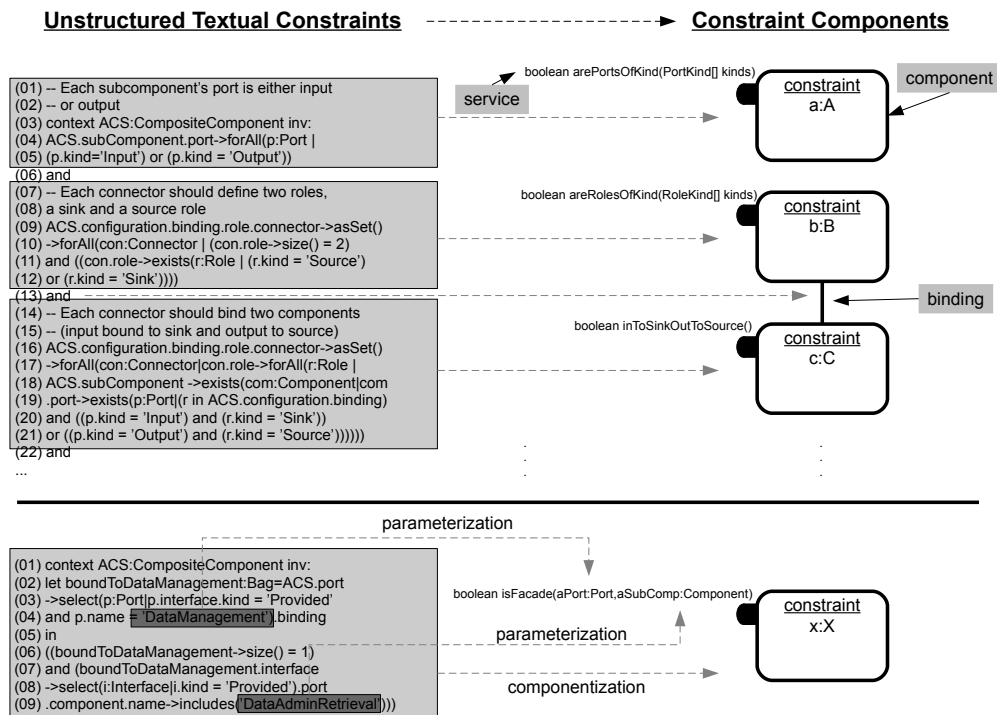 Unstructured Textual Constraints
Constraint Components
(01) -- Each subcomponent's port is either input
(02) -- or output
(03) context ACS:CompositeComponent inv:
(04) ACS.subComponent.port->forAll(p:Port |
(05) (p.kind='Input') or (p.kind = 'Output'))
(06) and
(07) -- Each connector should define two roles,
(08) a sink and a source role
(09) ACS.configuration.binding.role.connector->asSet()
(10) ->forAll(con:Connector | (con.role->size() = 2)
(11) and ((con.role->exists(r:Role | (r.kind = 'Source')
(12) or (r.kind = 'Sink'))))
(13) and
(14) -- Each connector should bind two components
(15) -- (input bound to sink and output to source)
(16) ACS.configuration.binding.role.connector->asSet()
(17) ->forAll(con:Connector|con.role->forAll(r:Role |
(18) ACS.subComponent ->exists(com:Component|com
(19) .port->exists(p:Port|(r in ACS.configuration.binding)
(20) and ((p.kind = 'Input') and (r.kind = 'Sink'))
(21) or ((p.kind = 'Output') and (r.kind = 'Source'))))))
(22) and
...
boolean arePortsOfKind(PortKind[] kinds)
service
constraint
a:A
component
boolean areRolesOfKind(RoleKind[] kinds)
constraint
b:B
binding
boolean inToSinkOutToSource()
constraint
c:C
.
.
.
.
.
.
parameterization
(01) context ACS:CompositeComponent inv:
(02) let boundToDataManagement:Bag=ACS.port
(03) ->select(p:Port|p.interface.kind = 'Provided'
(04) and p.name = 'DataManagement').binding
(05) in
(06) ((boundToDataManagement->size() = 1)
(07) and (boundToDataManagement.interface
(08) ->select(i:Interface|i.kind = 'Provided').port
(09) .component.name->includes('DataAdminRetrieval')))
boolean isFacade(aPort:Port,aSubComp:Component)
parameterization
componentization
constraint
x:X